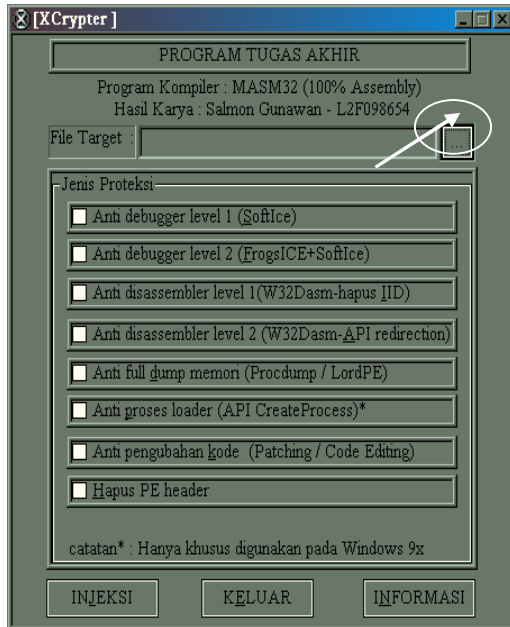 [XCrypter ]
PROGRAM TUGAS AKHIR
Program Kompiler : MASM32 (100% Assembly)
Hasil Karya : Salmon Gunawan - L2F098654
File Target :
...
Jenis Proteksi
Anti debugger level 1 (SoftIce)
Anti debugger level 2 (FrogsICE+SoftIce)
Anti disassembler level 1(W32Dasm-hapus IID)
Anti disassembler level 2 (W32Dasm-API redirection)
Anti full dump memori (Procdump / LordPE)
Anti proses loader (API CreateProcess)*
Anti pengubahan kode (Patching / Code Editing)
Hapus PE header
catatan* : Hanya khusus digunakan pada Windows 9x
INJEKSI KELUAR INFORMASI